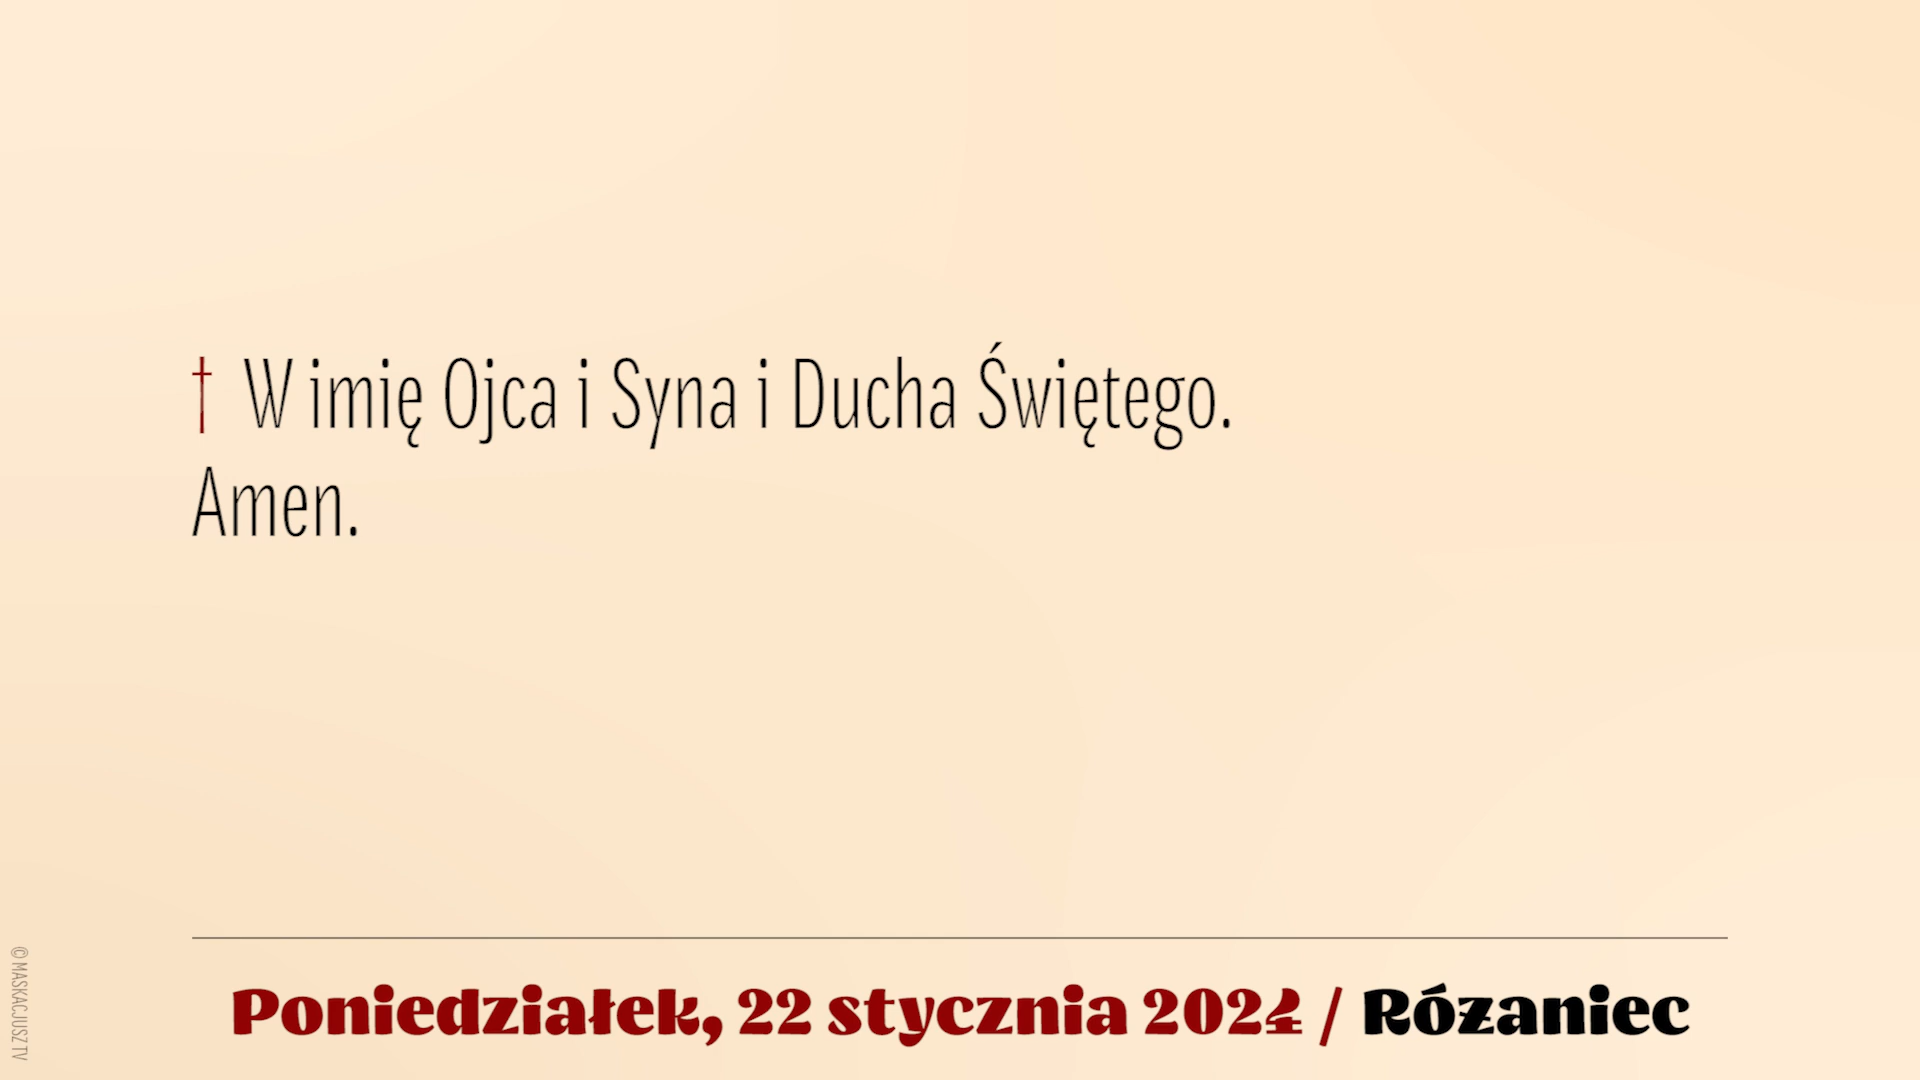 † W imię Ojca i Syna i Ducha Świętego.
Amen.
Poniedziałek, 22 stycznia 2024 / Różaniec
© MASKACJUSZ TV